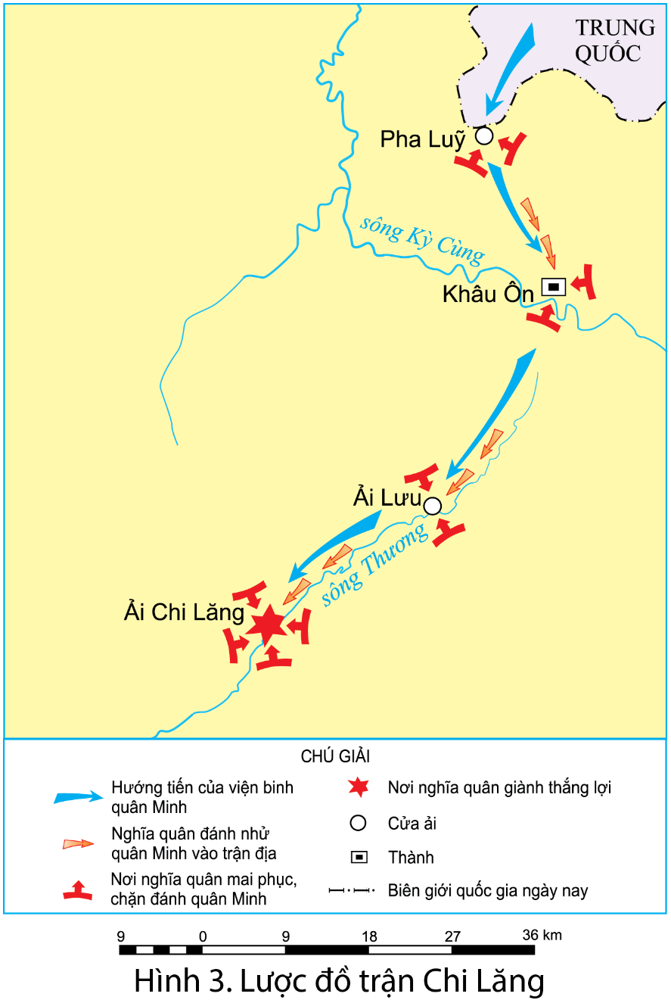 TRUNG
QUỐC
Pha Luỹ
sông Kỳ Cùng
Khâu Ôn
Ải Lưu
sông Thương
Ải Chi Lăng
CHÚ GIẢI
Hướng tiến của viện binh
quân Minh
Nghĩa quân đánh nhử
quân Minh vào trận địa
Nơi nghĩa quân mai phục,
chặn đánh quân Minh
Nơi nghĩa quân giành thắng lợi
Cửa ải
Thành
Biên giới quốc gia ngày nay
9 0 9 18 27 36 km
Hình 3. Lược đồ trận Chi Lăng